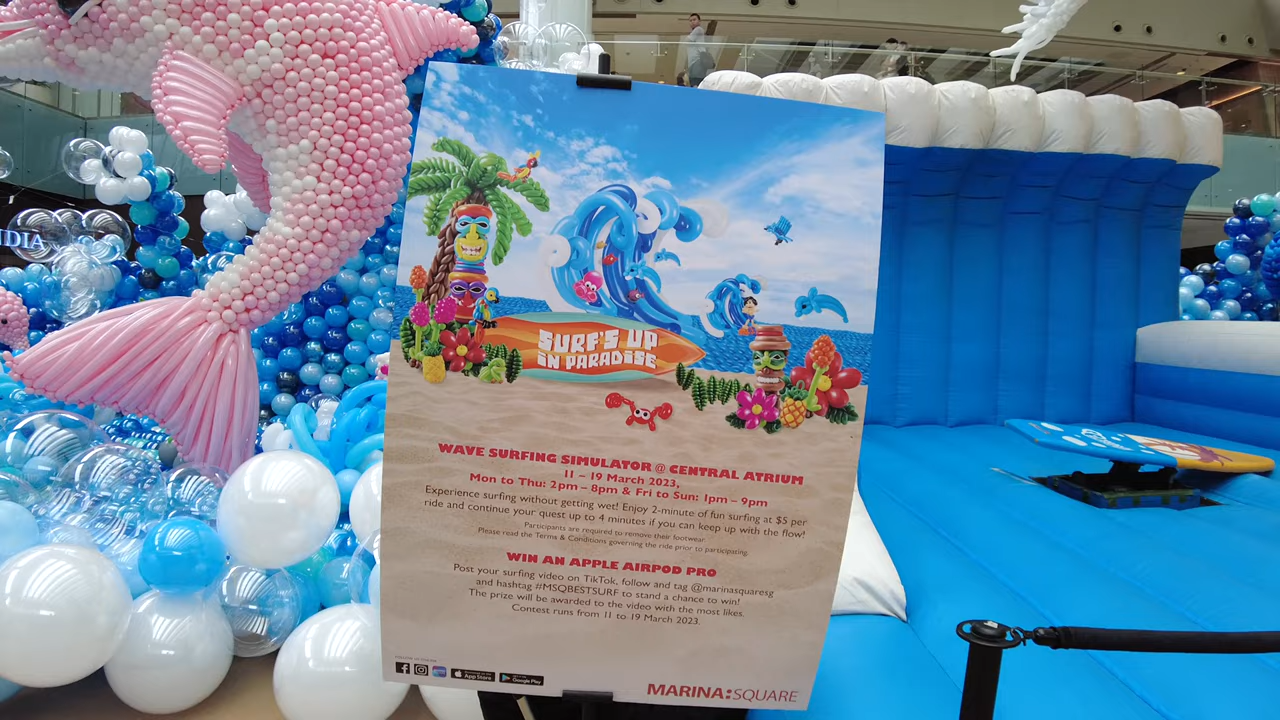 IDIA
SURF'S UP
IN PARADISE
WAVE SURFING SIMULATOR @ CENTRAL ATRIUM
11 – 19 March 2023,
Mon to Thu: 2pm – 8pm & Fri to Sun: 1pm – 9pm
Experience surfing without getting wet! Enjoy 2-minute of fun surfing at $5 per
ride and continue your quest up to 4 minutes if you can keep up with the flow!
Participants are required to remove their footwear
Please read the Terms & Conditions governing the ride prior to participating.
WIN AN APPLE AIRPOD PRO
Post your surfing video on TikTok, follow and tag @marinasquaresg
and hashtag #MSQBESTSURF to stand a chance to win!
The prize will be awarded to the video with the most likes.
Contest runs from 11 to 19 March 2023.
App Store
Google Play
MARINA:SQUARE